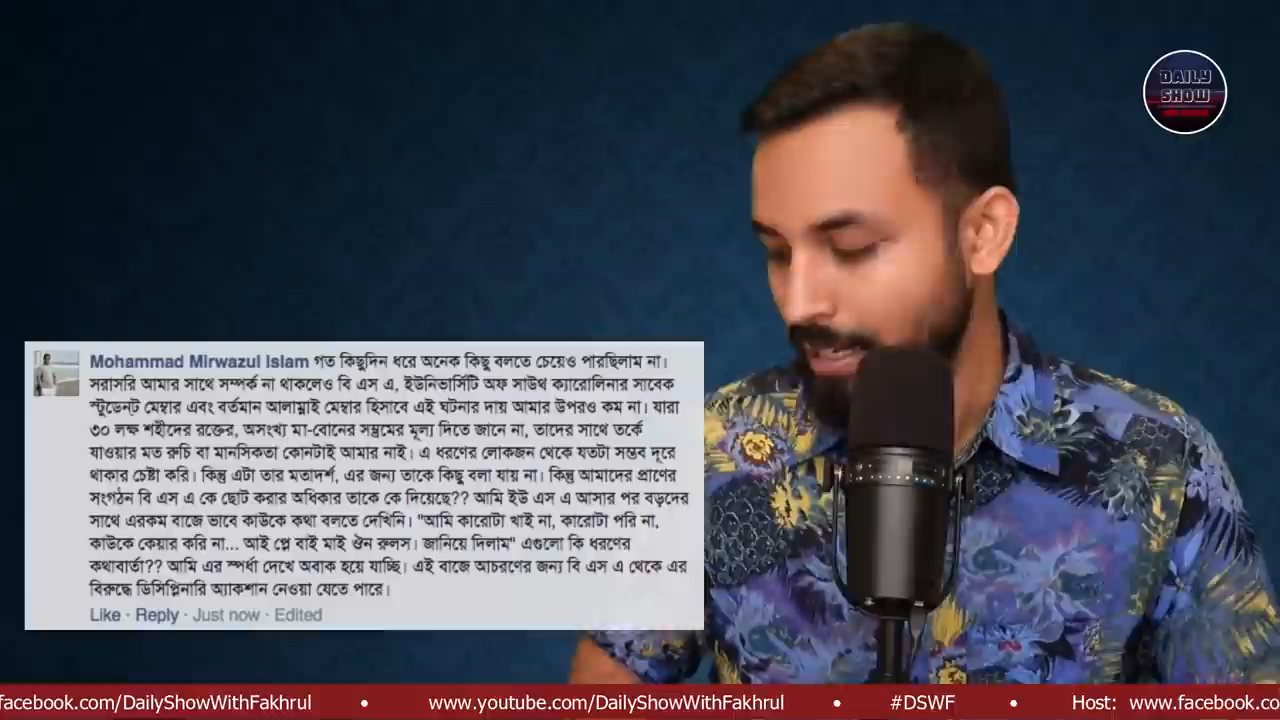 DAILY
SHOW
Mohammad Mirwazul Islam গত কিছুদিন ধরে অনেক কিছু বলতে চেয়েও পারছিলাম না।
সরাসরি আমার সাথে সম্পর্ক না থাকলেও বি এস এ, ইউনিভার্সিটি অফ সাউথ ক্যারোলিনার সাবেক
স্টুডেন্ট মেম্বার এবং বর্তমান আলাম্নাই মেম্বার হিসাবে এই ঘটনার দায় আমার উপরও কম না। যারা
৩০ লক্ষ শহীদের রক্তের, অসংখ্য মা-বোনের সম্ভ্রমের মূল্য দিতে জানে না, তাদের সাথে তর্কে
যাওয়ার মত রুচি বা মানসিকতা কোনটাই আমার নাই। এ ধরণের লোকজন থেকে যতটা সম্ভব দূরে
থাকার চেষ্টা করি। কিন্তু এটা তার মতাদর্শ, এর জন্য তাকে কিছু বলা যায় না। কিন্তু আমাদের প্রাণের
সংগঠন বি এস এ কে ছোট করার অধিকার তাকে কে দিয়েছে?? আমি ইউ এস এ আসার পর বড়দের
সাথে এরকম বাজে ভাবে কাউকে কথা বলতে দেখিনি। "আমি কারোটা খাই না, কারোটা পরি না,
কাউকে কেয়ার করি না... আই প্লে বাই মাই ঔন রুলস। জানিয়ে দিলাম" এগুলো কি ধরণের
কথাবার্তা?? আমি এর স্পর্ধা দেখে অবাক হয়ে যাচ্ছি। এই বাজে আচরণের জন্য বি এস এ থেকে এর
বিরুদ্ধে ডিসিপ্লিনারি অ্যাকশান নেওয়া যেতে পারে।
Like · Reply · Just now · Edited
facebook.com/DailyShowWithFakhrul • www.youtube.com/DailyShowWithFakhrul • #DSWF • Host: www.facebook.co